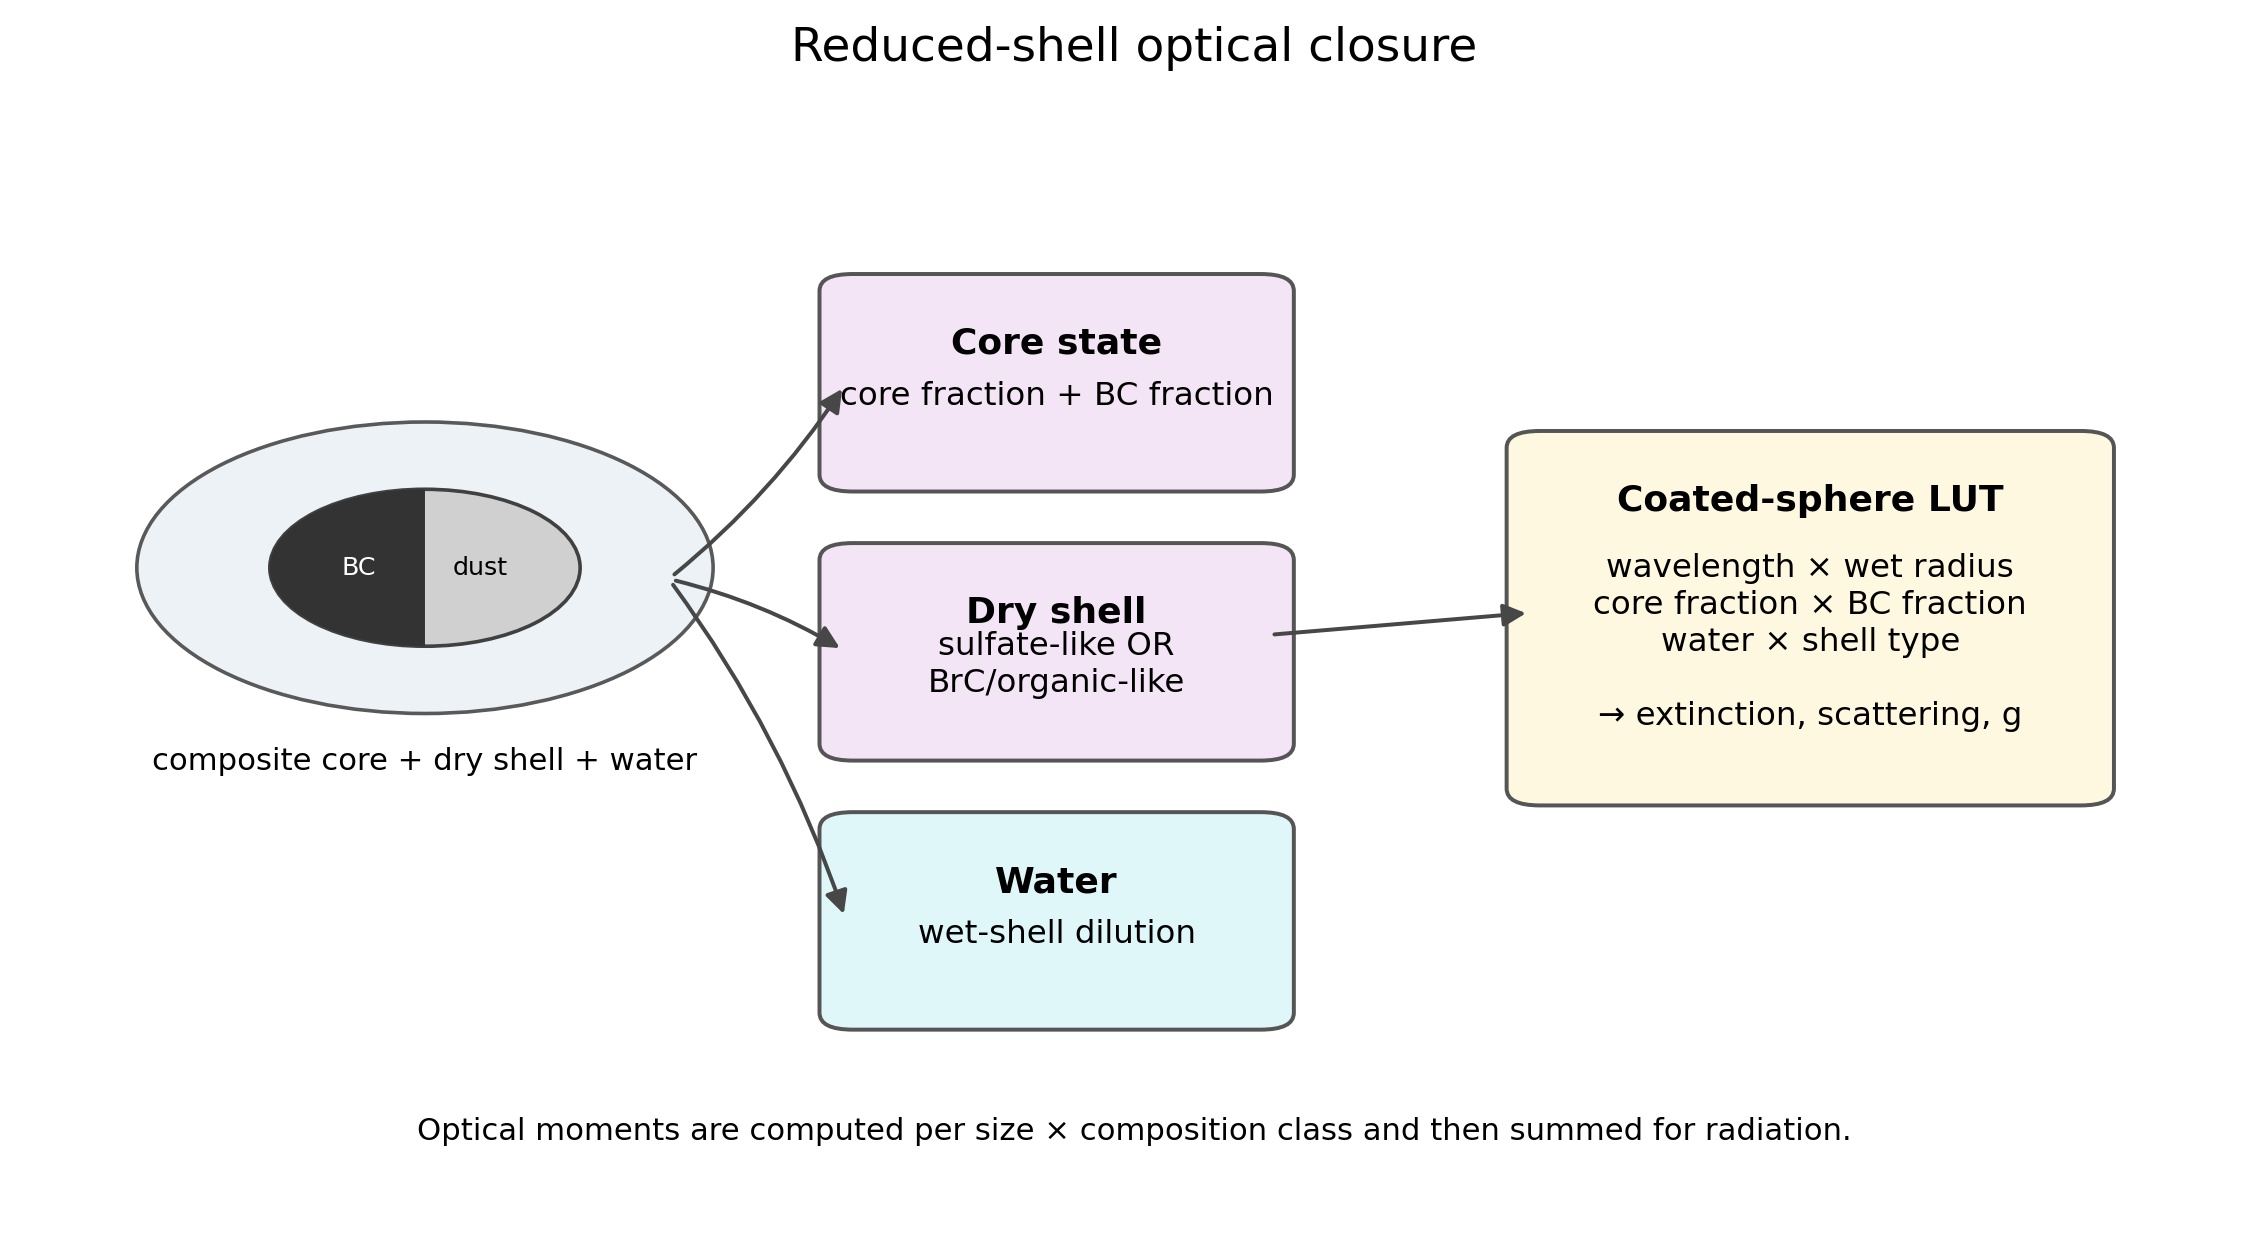 Reduced-shell optical closure
Core state
core fraction + BC fraction
BC
dust
composite core + dry shell + water
Dry shell
sulfate-like OR
BrC/organic-like
Water
wet-shell dilution
Coated-sphere LUT
wavelength × wet radius
core fraction × BC fraction
water × shell type
→ extinction, scattering, g
Optical moments are computed per size × composition class and then summed for radiation.